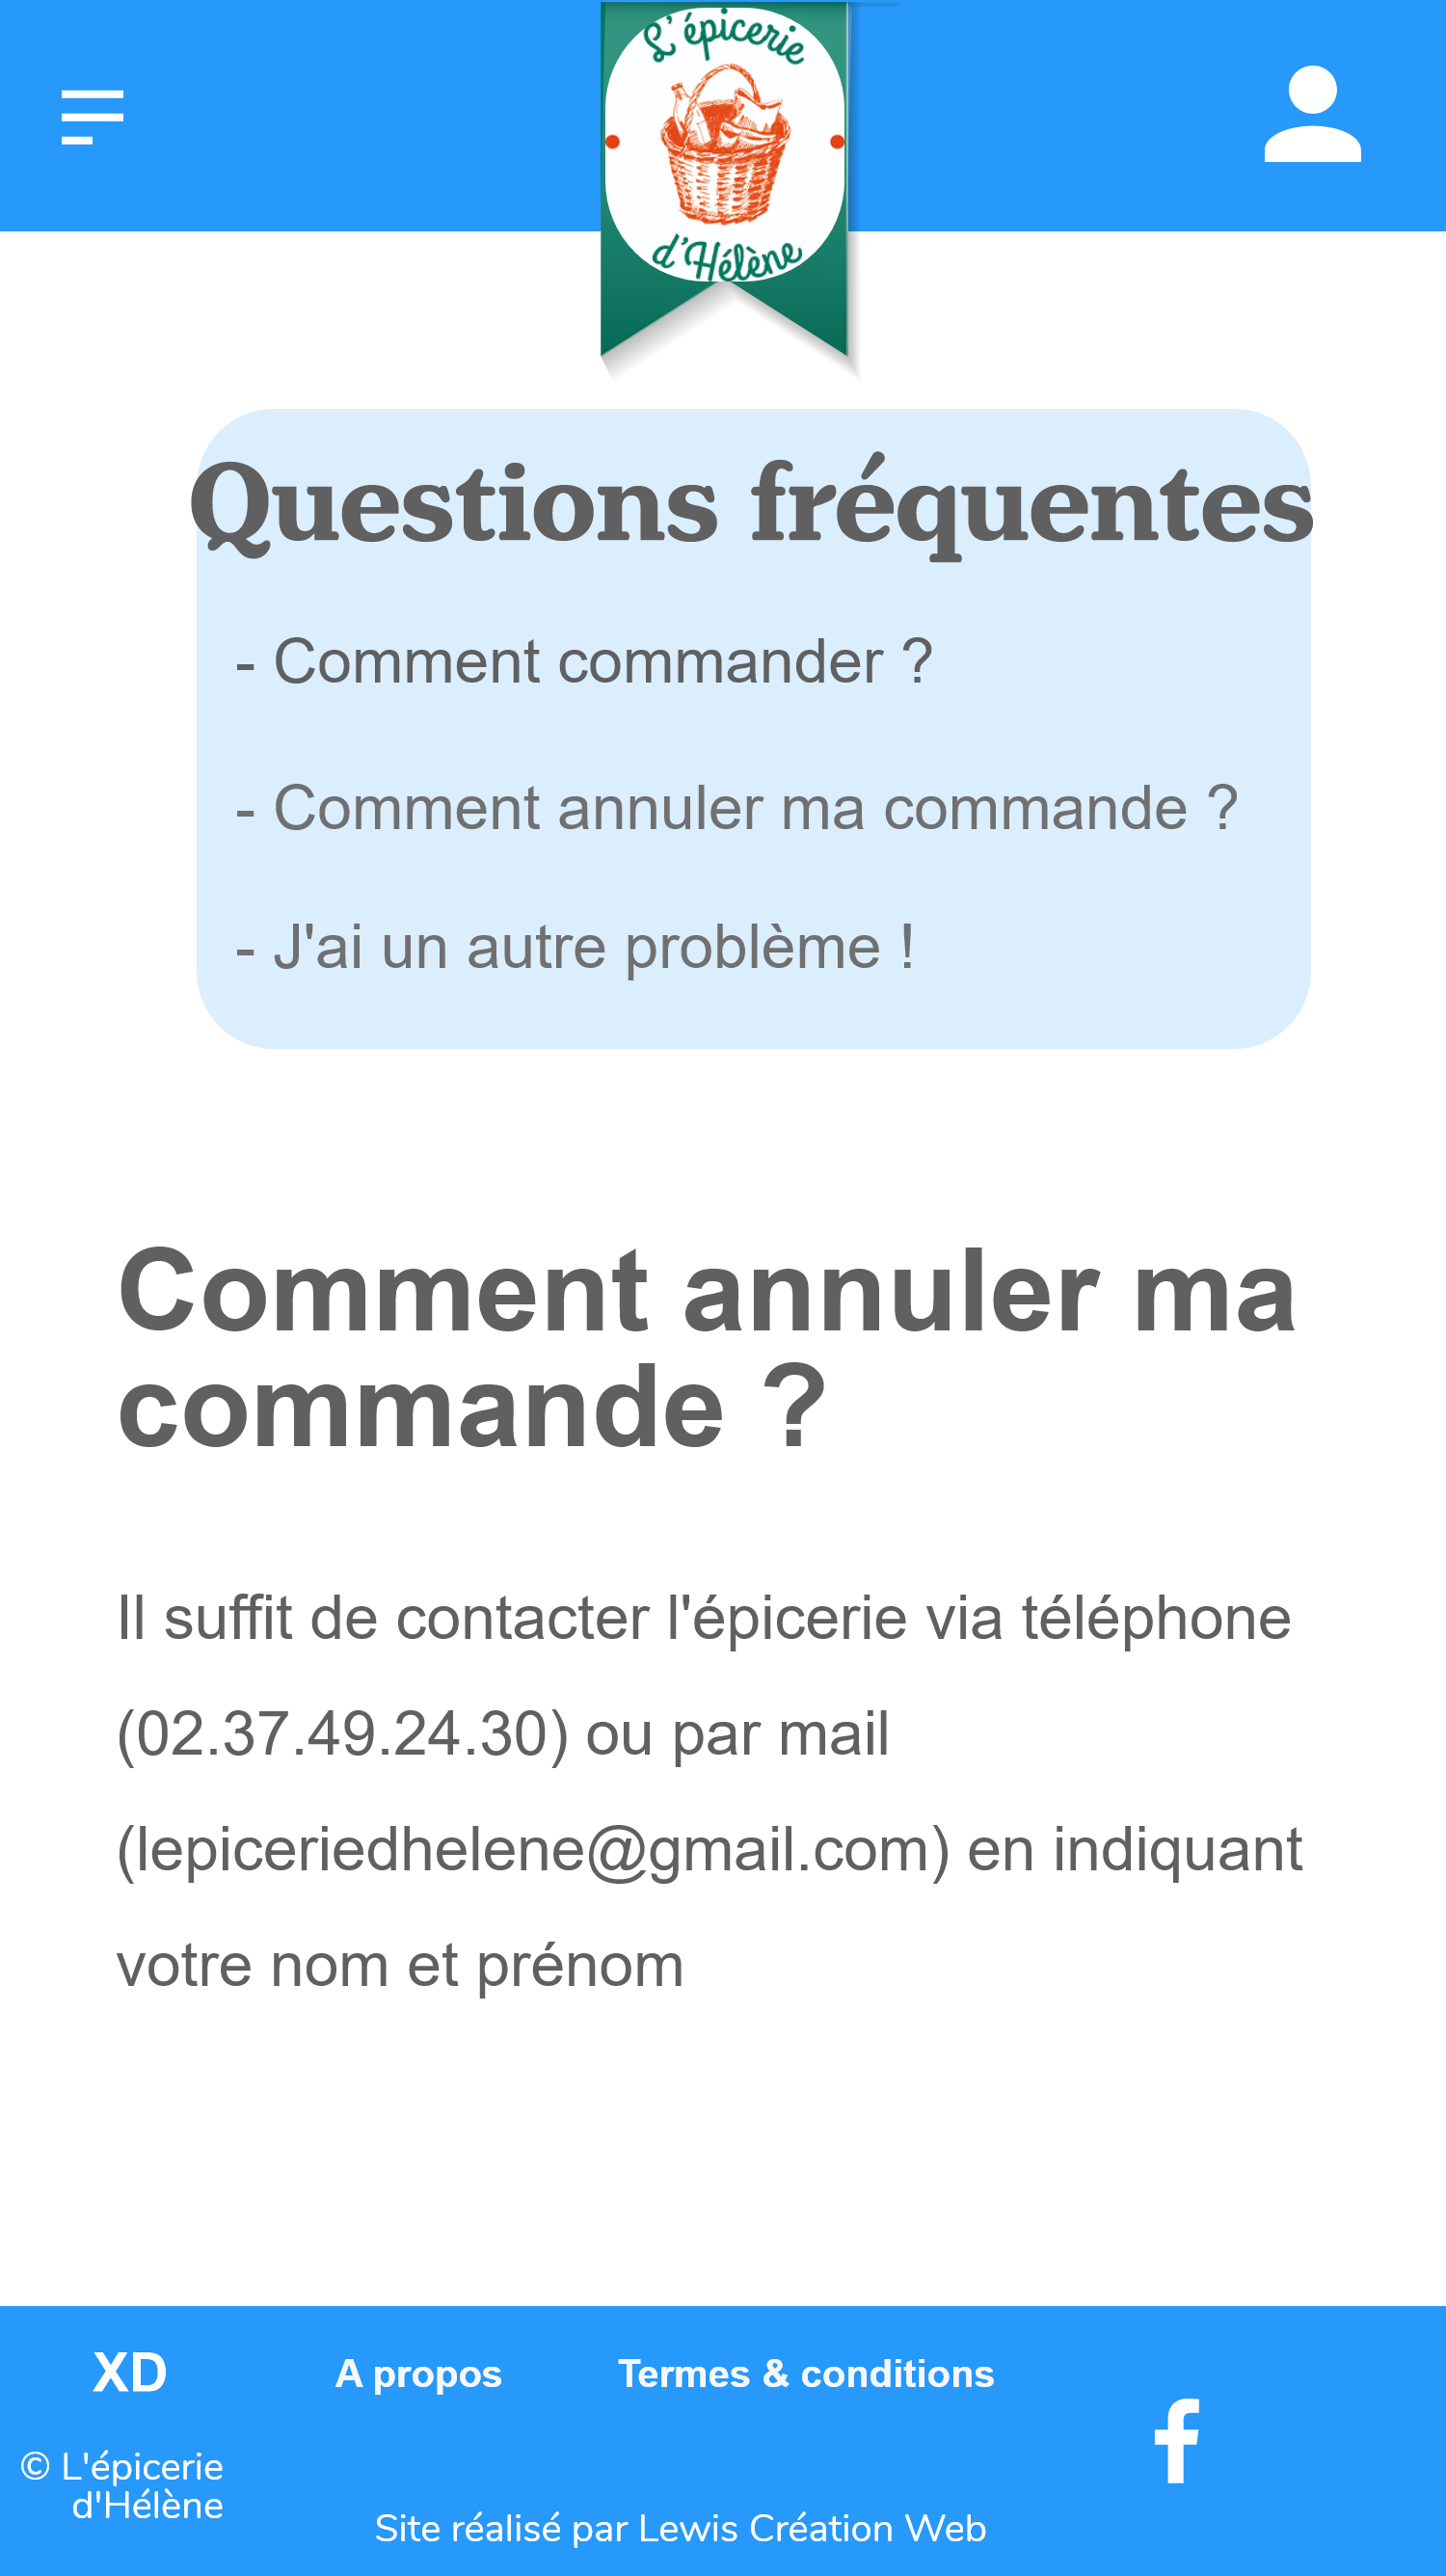 L'épicerie
d'Hélène
Questions fréquentes
- Comment commander ?
- Comment annuler ma commande ?
- J'ai un autre problème !
Comment annuler ma
commande ?
Il suffit de contacter l'épicerie via téléphone
(02.37.49.24.30) ou par mail
(lepiceriedhelene@gmail.com) en indiquant
votre nom et prénom
XD
A propos
Termes & conditions
© L'épicerie
d'Hélène
Site réalisé par Lewis Création Web